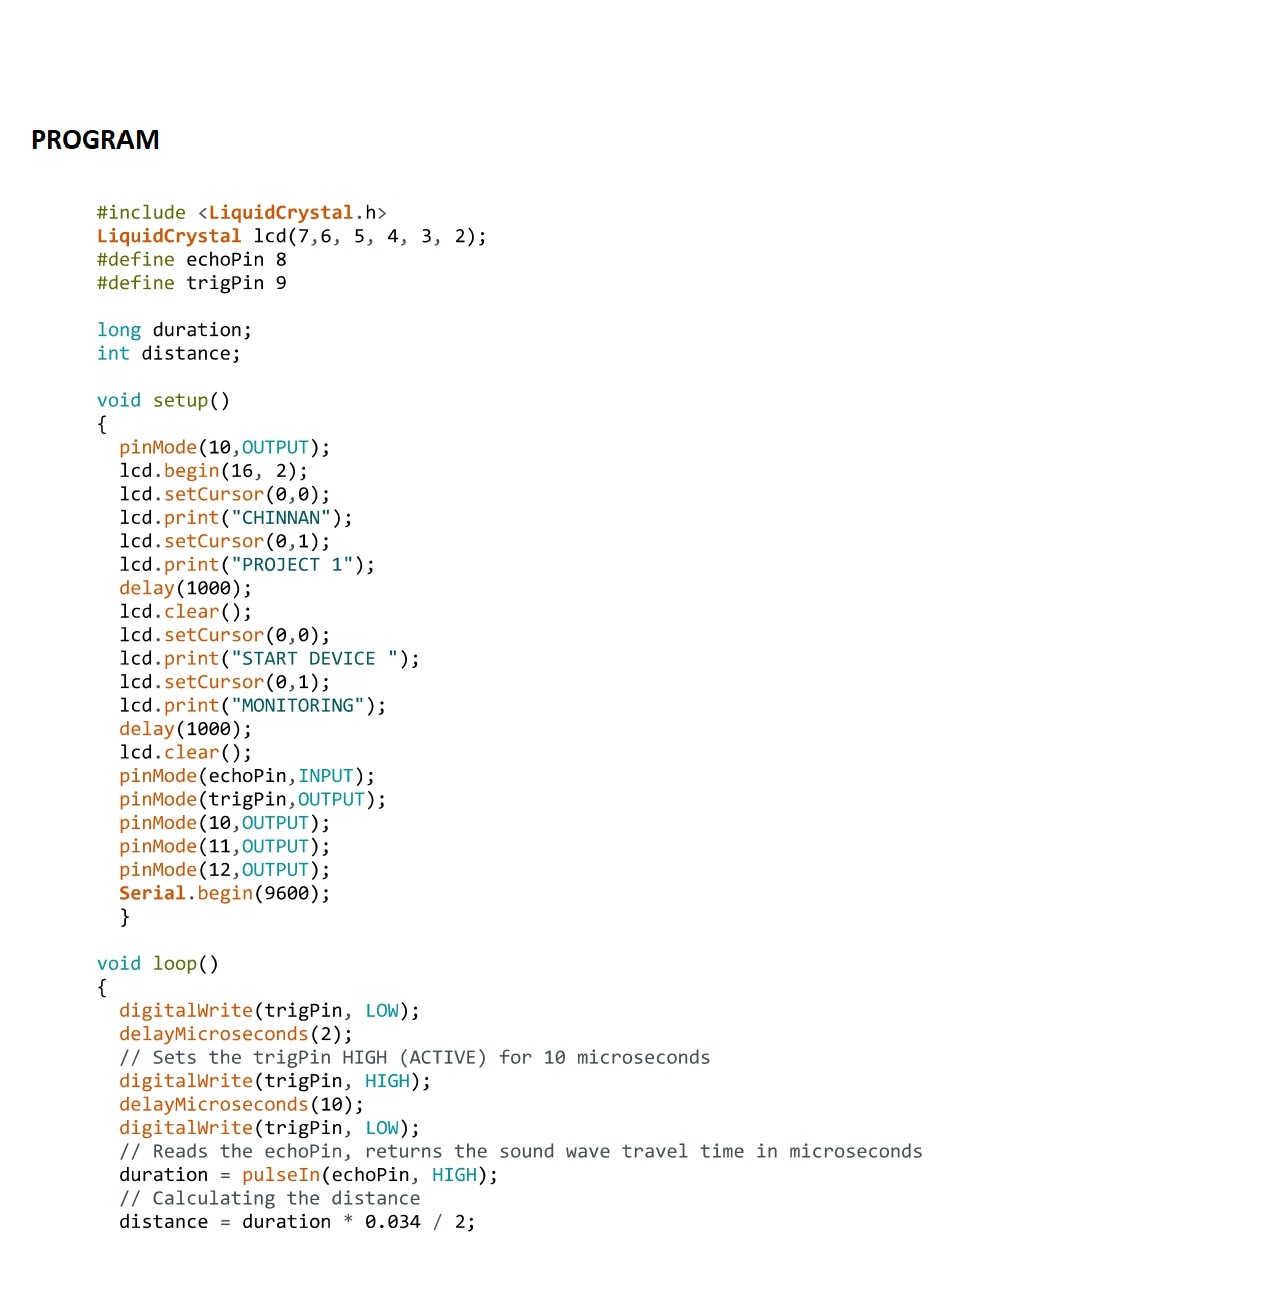 PROGRAM
#include <LiquidCrystal.h>
LiquidCrystal lcd(7,6, 5, 4, 3, 2);
#define echoPin 8
#define trigPin 9
long duration;
int distance;
void setup()
{
pinMode(10,OUTPUT);
lcd.begin(16, 2);
lcd.setCursor(0,0);
lcd.print("CHINNAN");
lcd.setCursor(0,1);
lcd.print("PROJECT 1");
delay(1000);
lcd.clear();
lcd.setCursor(0,0);
lcd.print("START DEVICE ");
lcd.setCursor(0,1);
lcd.print("MONITORING");
delay(1000);
lcd.clear();
pinMode(echoPin,INPUT);
pinMode(trigPin,OUTPUT);
pinMode(10,OUTPUT);
pinMode(11,OUTPUT);
pinMode(12,OUTPUT);
Serial.begin(9600);
}
void loop()
{
digitalWrite(trigPin, LOW);
delayMicroseconds(2);
// Sets the trigPin HIGH (ACTIVE) for 10 microseconds
digitalWrite(trigPin, HIGH);
delayMicroseconds(10);
digitalWrite(trigPin, LOW);
// Reads the echoPin, returns the sound wave travel time in microseconds
duration = pulseIn(echoPin, HIGH);
// Calculating the distance
distance = duration * 0.034 / 2;